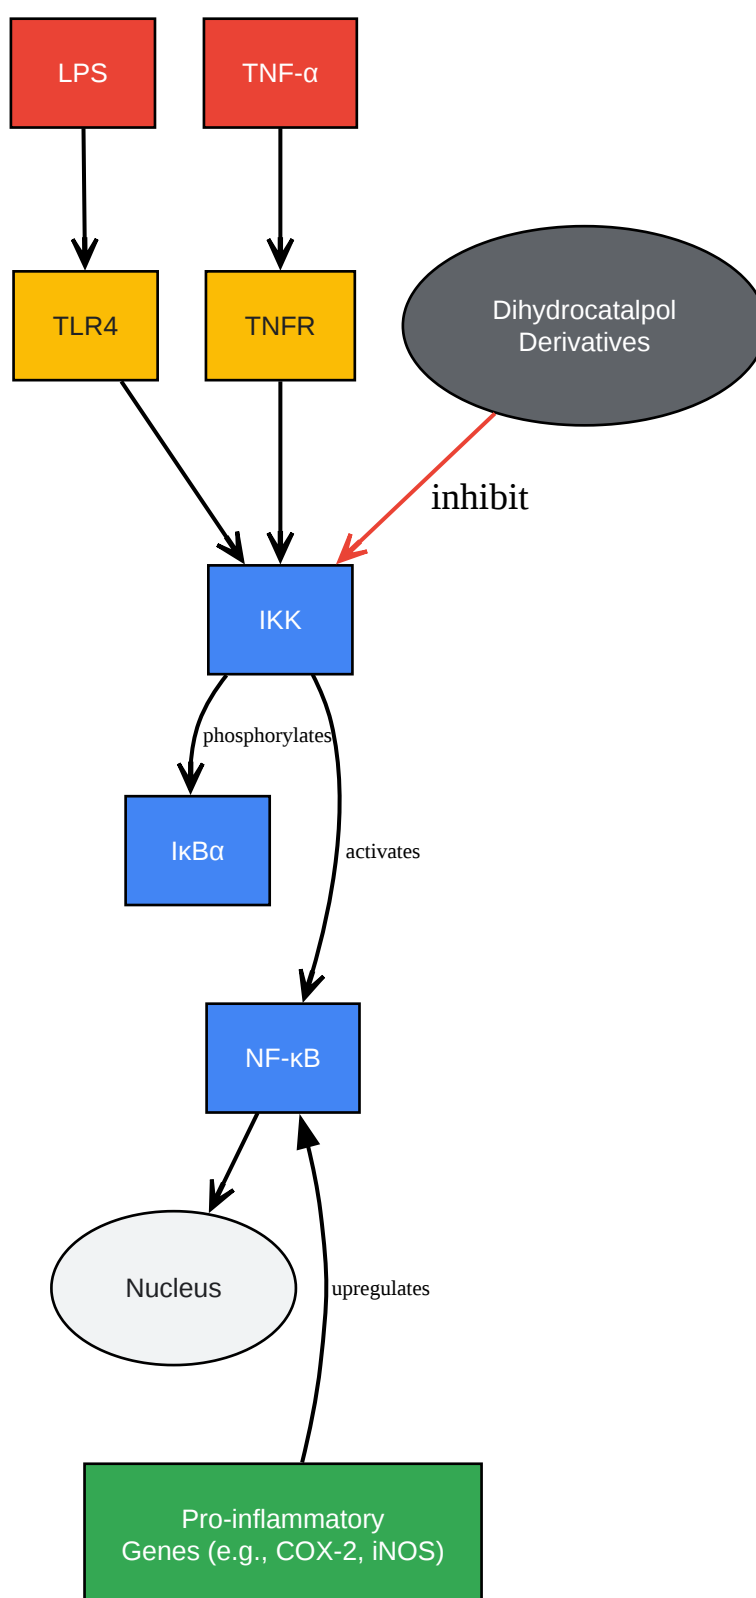 LPS
TNF-α
TLR4
TNFR
Dihydrocatalpol
Derivatives
inhibit
IKK
phosphorylates
IκBα
activates
NF-κB
Nucleus
upregulates
Pro-inflammatory
Genes (e.g., COX-2, iNOS)